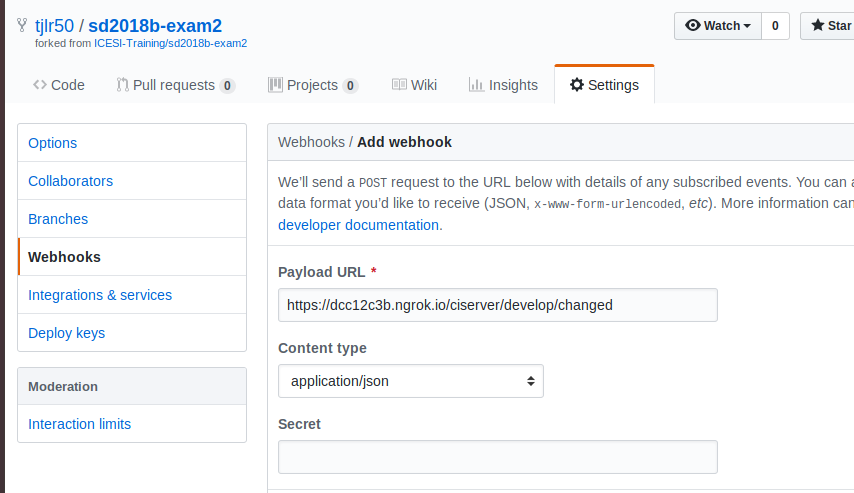 tjlr50 / sd2018b-exam2
forked from ICESI-Training/sd2018b-exam2
Watch 0 Star
Code Pull requests 0 Projects 0 Wiki Insights Settings
Options
Collaborators
Branches
Webhooks
Integrations & services
Deploy keys
Moderation
Interaction limits
Webhooks / Add webhook
We'll send a POST request to the URL below with details of any subscribed events. You can a
data format you'd like to receive (JSON, x-www-form-urlencoded, etc). More information can
developer documentation.
Payload URL *
https://dcc12c3b.ngrok.io/ciserver/develop/changed
Content type
application/json
Secret